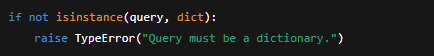 if not isinstance(query, dict):
    raise TypeError("Query must be a dictionary.")